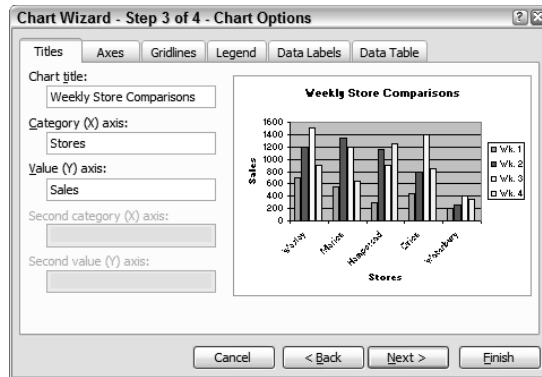 Chart Wizard - Step 3 of 4 - Chart Options
Titles Axes Gridlines Legend Data Labels Data Table
Chart title:
Weekly Store Comparisons
Category (X) axis:
Stores
Value (Y) axis:
Sales
Second category (X) axis:
Second value (Y) axis:
Weekly Store Comparisons
1600
1400
1200
1000
800
600
400
200
0
Sales
Waterbury
Stores
Wk. 1
Wk. 2
Wk. 3
Wk. 4
Cancel
< Back
Next >
Finish